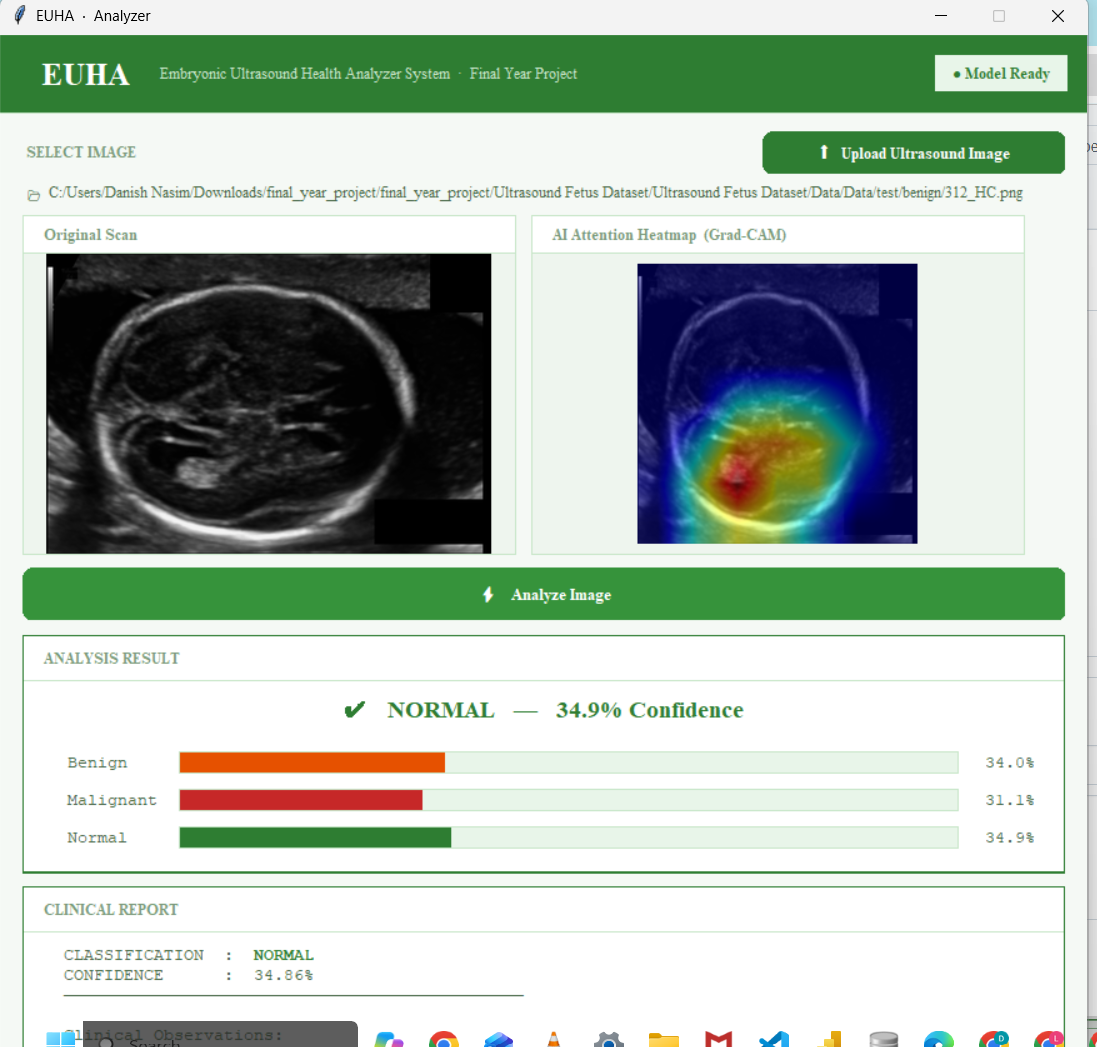 EUHA · Analyzer
EUHA
Embryonic Ultrasound Health Analyzer System · Final Year Project
● Model Ready
SELECT IMAGE
⬆ Upload Ultrasound Image
C:/Users/Danish Nasim/Downloads/final_year_project/final_year_project/Ultrasound Fetus Dataset/Ultrasound Fetus Dataset/Data/Data/test/benign/312_HC.png
Original Scan
AI Attention Heatmap (Grad-CAM)
⚡ Analyze Image
ANALYSIS RESULT
✔ NORMAL — 34.9% Confidence
Benign 34.0%
Malignant 31.1%
Normal 34.9%
CLINICAL REPORT
CLASSIFICATION : NORMAL
CONFIDENCE : 34.86%
Clinical Observations:
Search